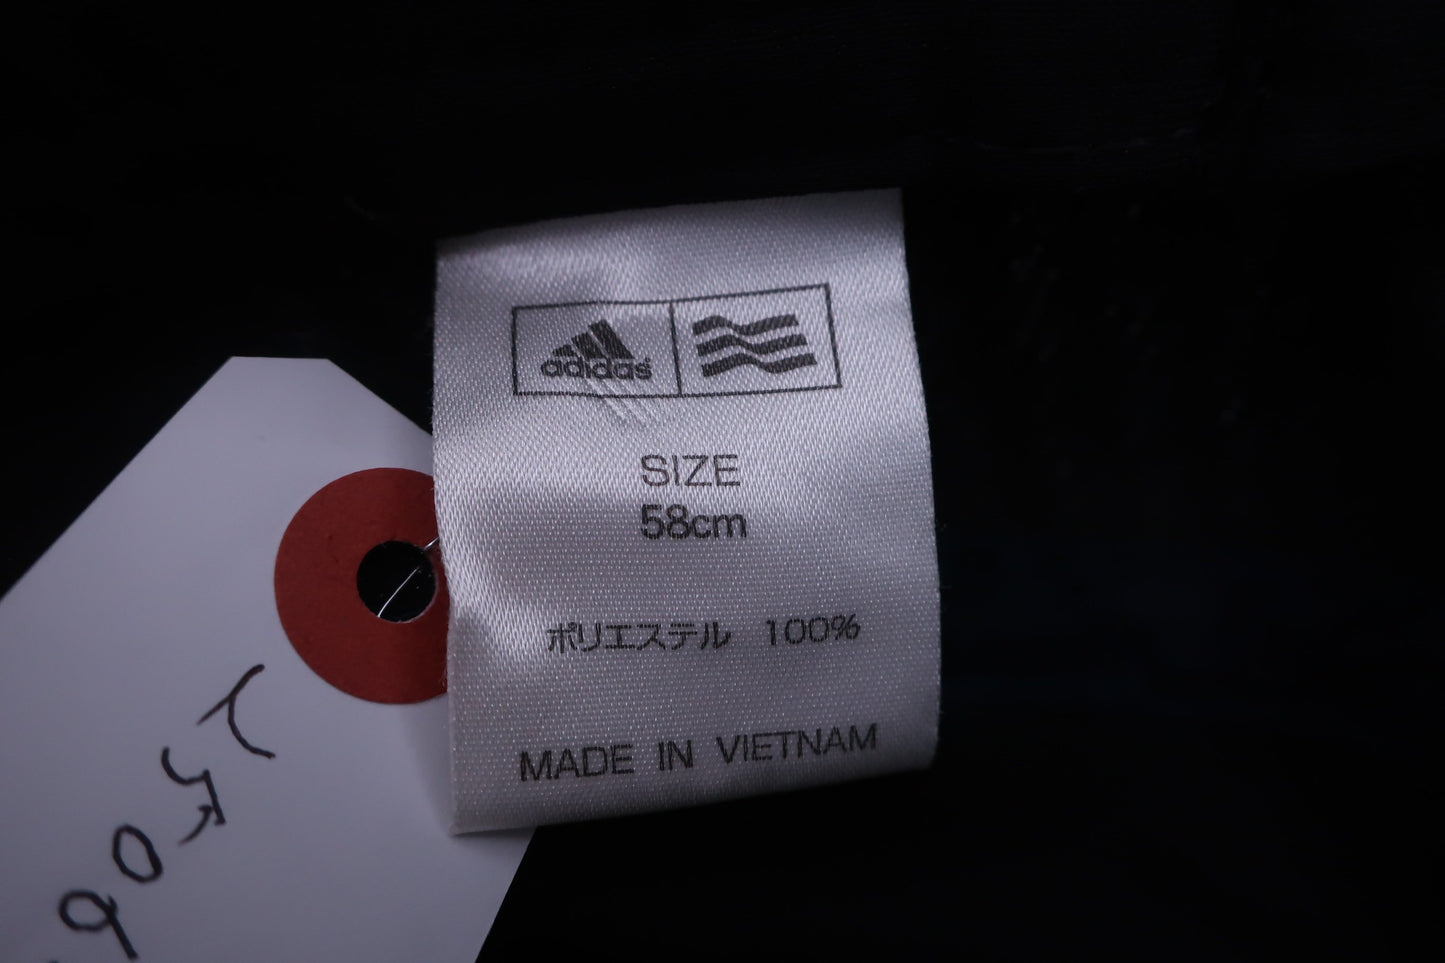 adidas
SIZE
58cm
ポリエステル 100%
MADE IN VIETNAM